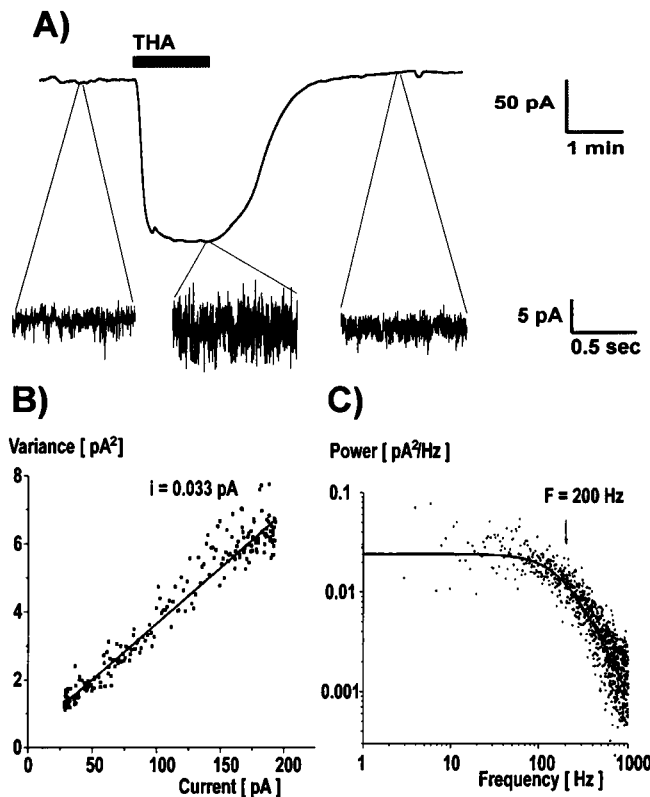 A)
THA
50 pA
1 min
5 pA
0.5 sec
B)
Variance [ pA²]
i = 0.033 pA
8
6
4
2
0
0 50 100 150 200
Current [ pA]
C)
Power [ pA²/Hz]
F = 200 Hz
0.1
0.01
0.001
1 10 100 1000
Frequency [ Hz]